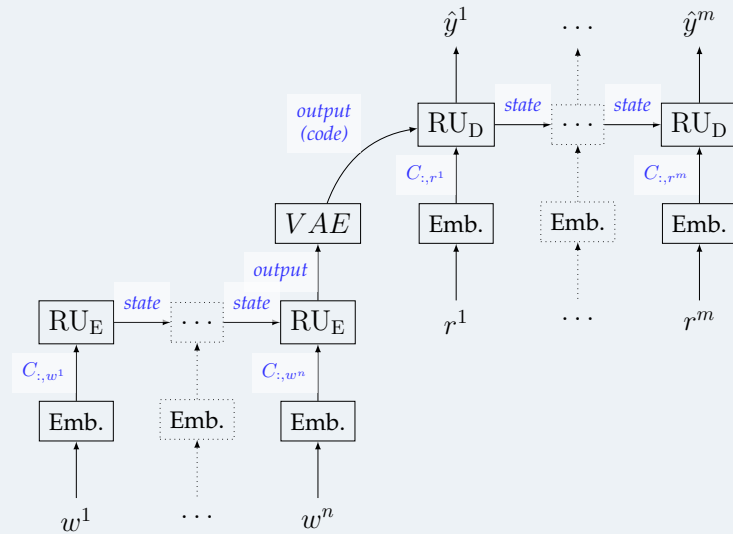 ŷ¹ ⋯ ŷᵐ
output
(code)
state state
RU_D ⋯ RU_D
C_{:,r¹} C_{:,rᵐ}
VAE Emb. Emb. Emb.
output
state state
RU_E ⋯ RU_E r¹ ⋯ rᵐ
C_{:,w¹} C_{:,wⁿ}
Emb. Emb. Emb.
w¹ ⋯ wⁿ